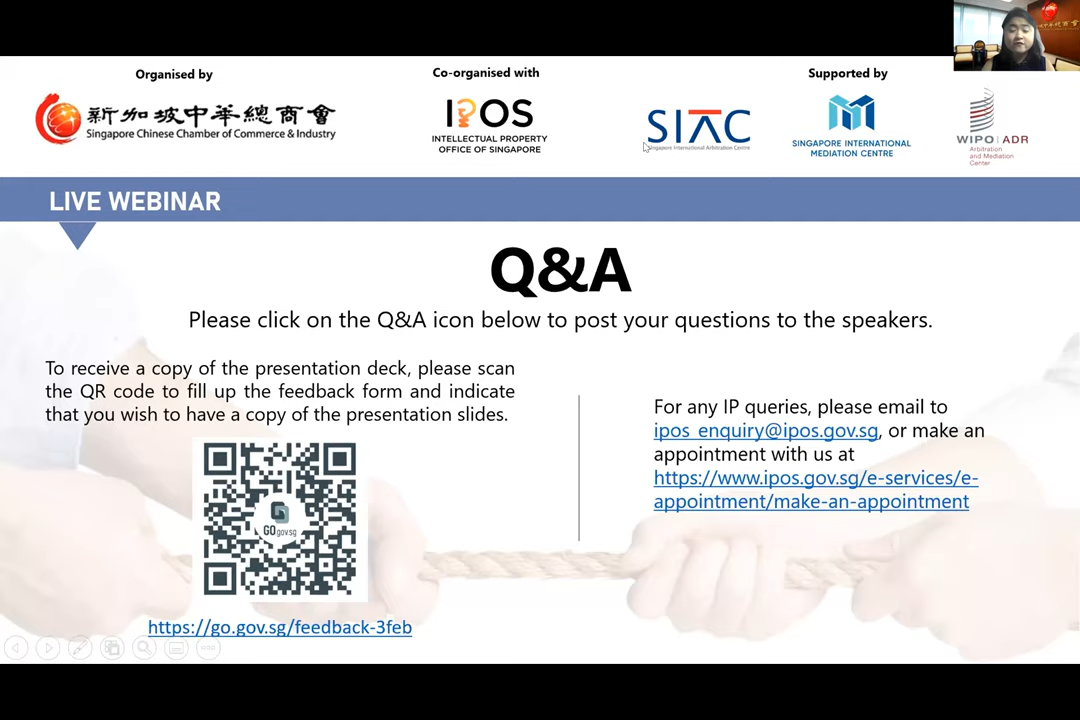 Organised by
新加坡中華總商會
Singapore Chinese Chamber of Commerce & Industry
Co-organised with
IPOS
INTELLECTUAL PROPERTY
OFFICE OF SINGAPORE
SIAC
Singapore International Arbitration Centre
Supported by
SINGAPORE INTERNATIONAL
MEDIATION CENTRE
WIPO | ADR
Arbitration
and Mediation
Center
LIVE WEBINAR
Q&A
Please click on the Q&A icon below to post your questions to the speakers.
To receive a copy of the presentation deck, please scan
the QR code to fill up the feedback form and indicate
that you wish to have a copy of the presentation slides.
GO.gov.sg
https://go.gov.sg/feedback-3feb
For any IP queries, please email to
ipos_enquiry@ipos.gov.sg, or make an
appointment with us at
https://www.ipos.gov.sg/e-services/e-
appointment/make-an-appointment